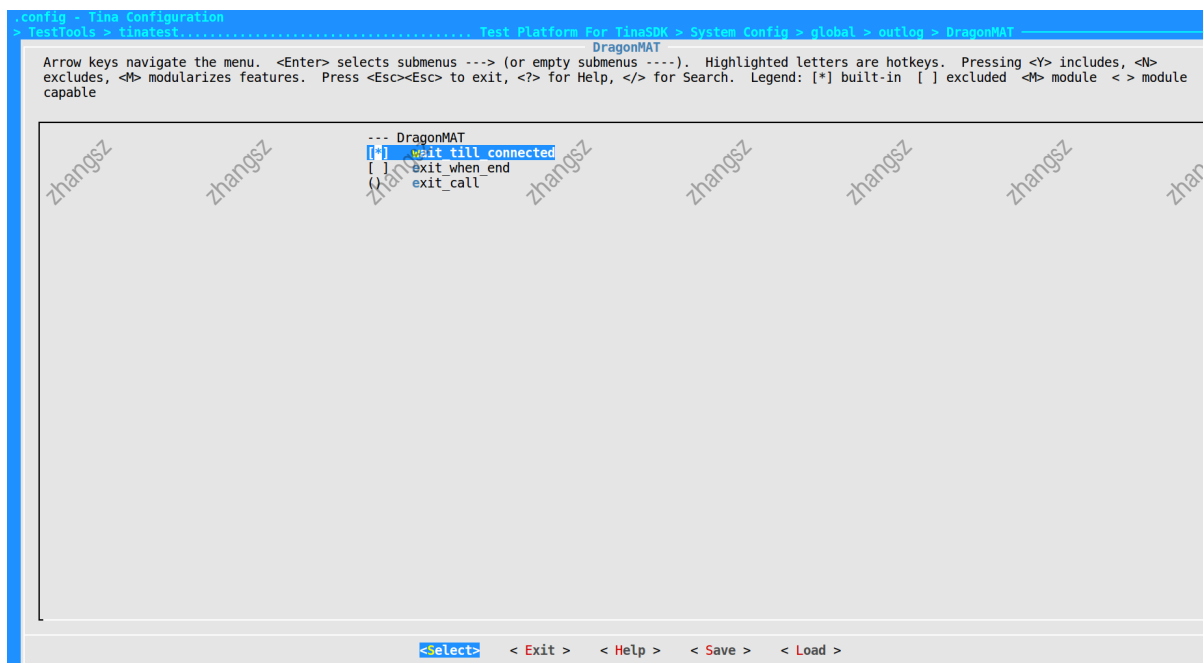 .config - Tina Configuration
> TestTools > tinatest....................................... Test Platform For TinaSDK > System Config > global > outlog > DragonMAT
DragonMAT
Arrow keys navigate the menu.  <Enter> selects submenus ---> (or empty submenus ----).  Highlighted letters are hotkeys.  Pressing <Y> includes, <N>
excludes, <M> modularizes features.  Press <Esc><Esc> to exit, <?> for Help, </> for Search.  Legend: [*] built-in  [ ] excluded  <M> module  < > module
capable
--- DragonMAT
[*]   wait_till_connected
[ ]   exit_when_end
()    exit_call
zhangsz zhangsz zhangsz zhangsz zhangsz zhangsz zhangsz
<Select>    < Exit >    < Help >    < Save >    < Load >